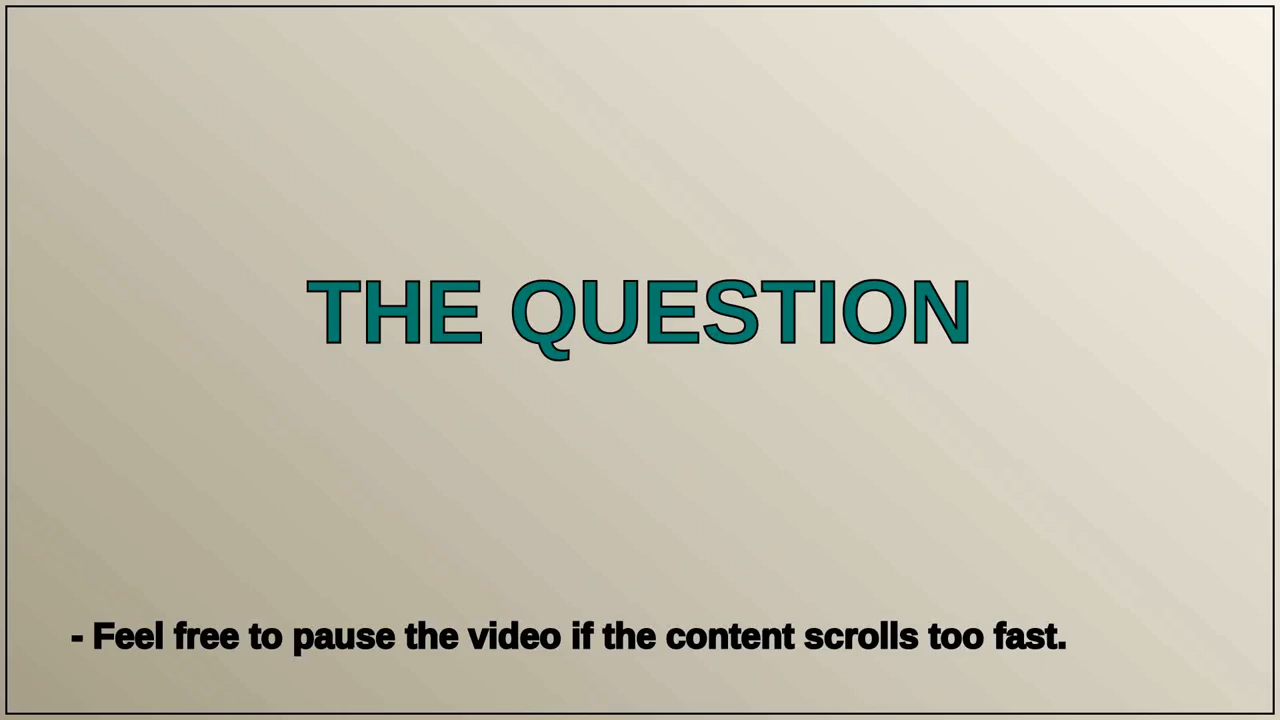 THE QUESTION
- Feel free to pause the video if the content scrolls too fast.